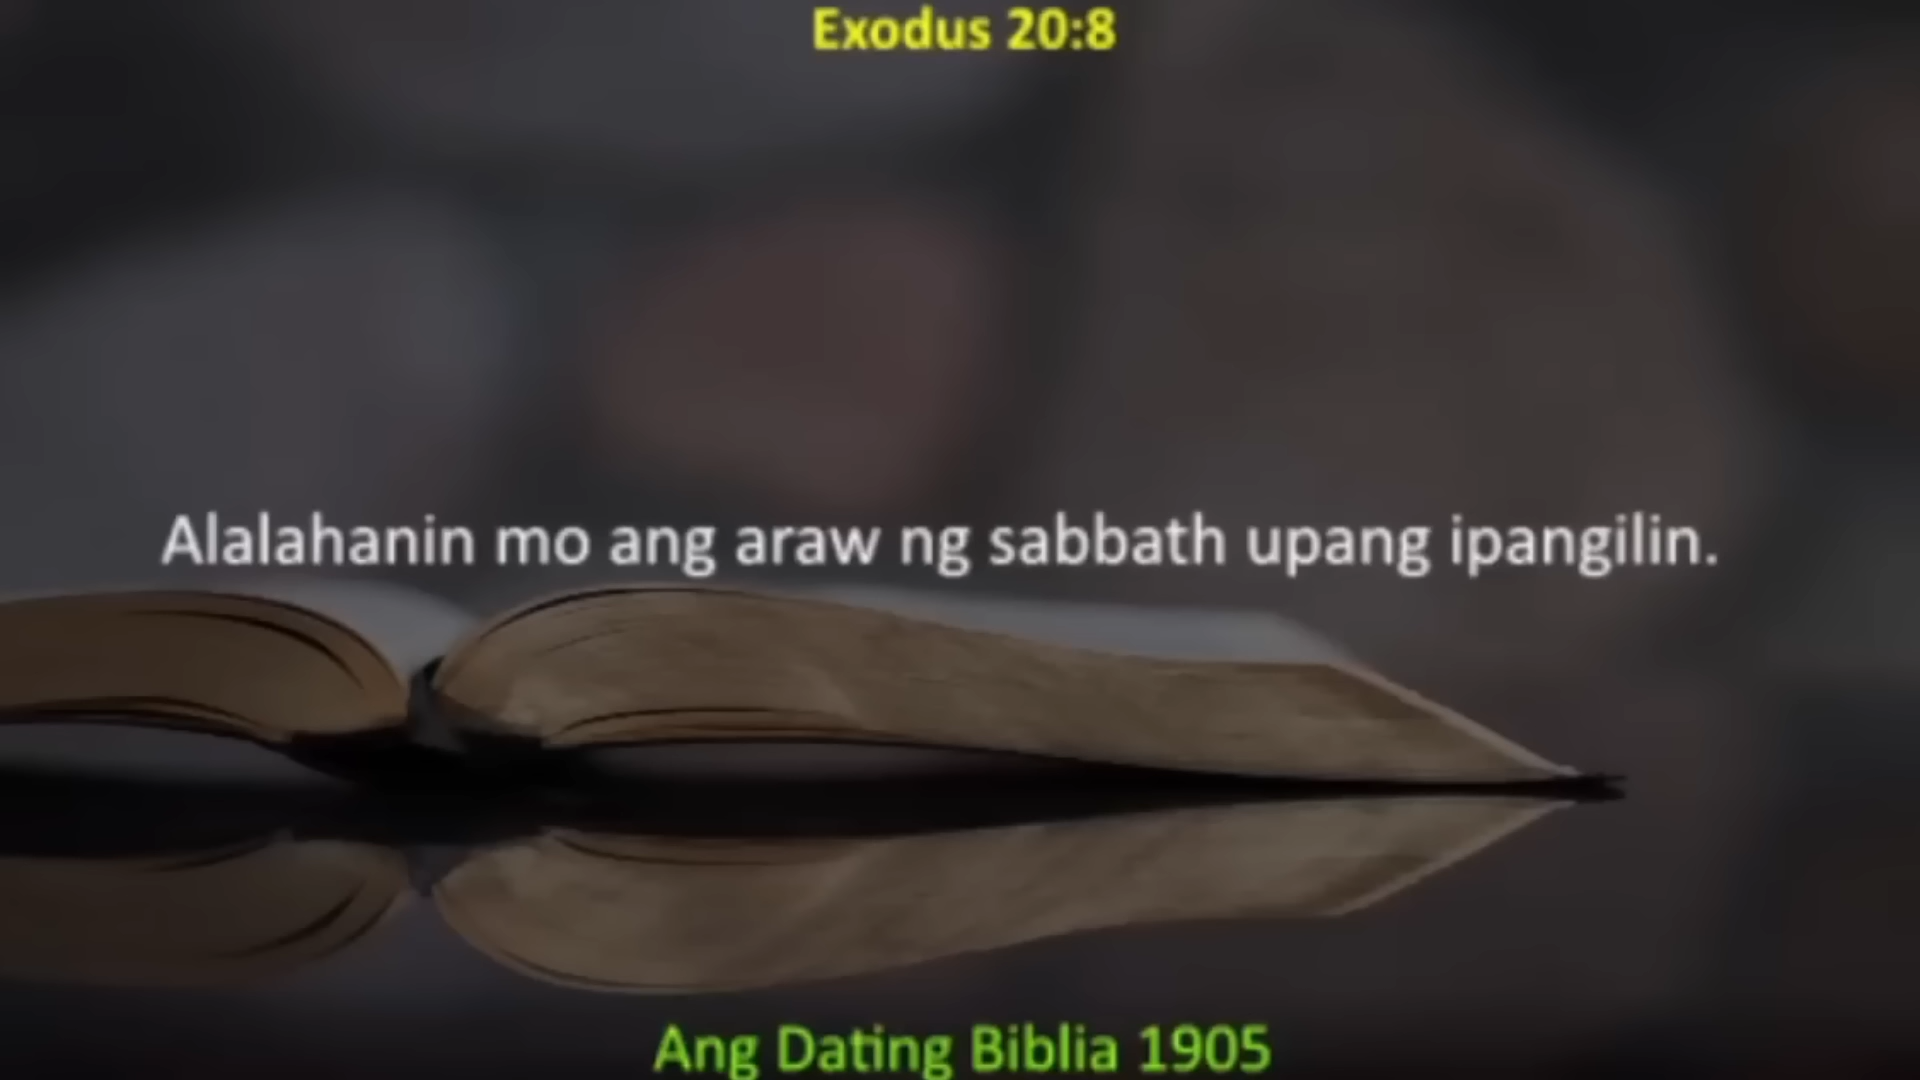 Exodus 20:8
Alalahanin mo ang araw ng sabbath upang ipangilin.
Ang Dating Biblia 1905